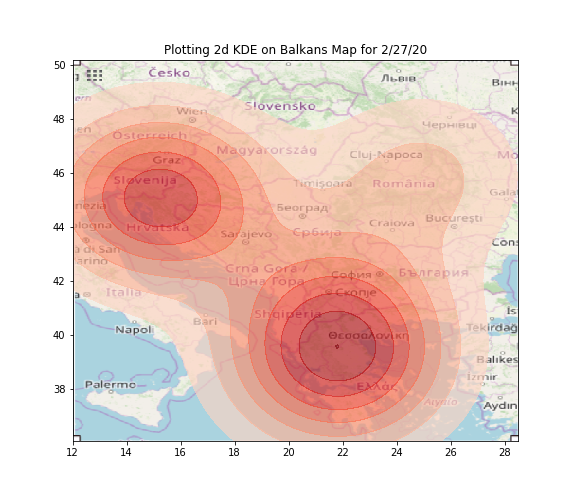 Plotting 2d KDE on Balkans Map for 2/27/20
50
48
46
44
42
40
38
Česko
Львів
Slovensko
Wien
Чернівці
Österreich
Magyarország
Graz
Cluj-Napoca
Slovenija
Timișoara
România
Београд
Hrvatska
Craiova
București
Sarajevo
Србија
Crna Gora /
Црна Гора
София
България
Italia
Скопје
Bari
Shqipëria
Napoli
Θεσσαλονίκη
Tekirdağ
Palermo
Ελλάς
İzmir
Aydın
12
14
16
18
20
22
24
26
28